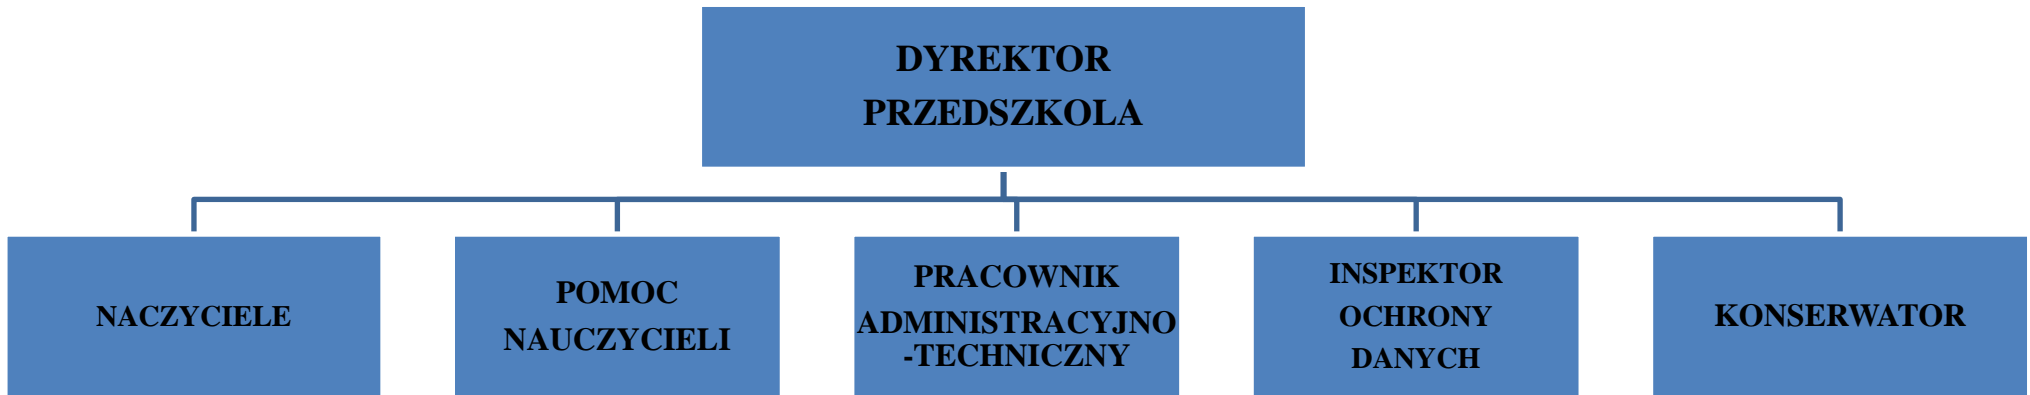 DYREKTOR
PRZEDSZKOLA
NACZYCIELE
POMOC
NAUCZYCIELI
PRACOWNIK
ADMINISTRACYJNO
-TECHNICZNY
INSPEKTOR
OCHRONY
DANYCH
KONSERWATOR